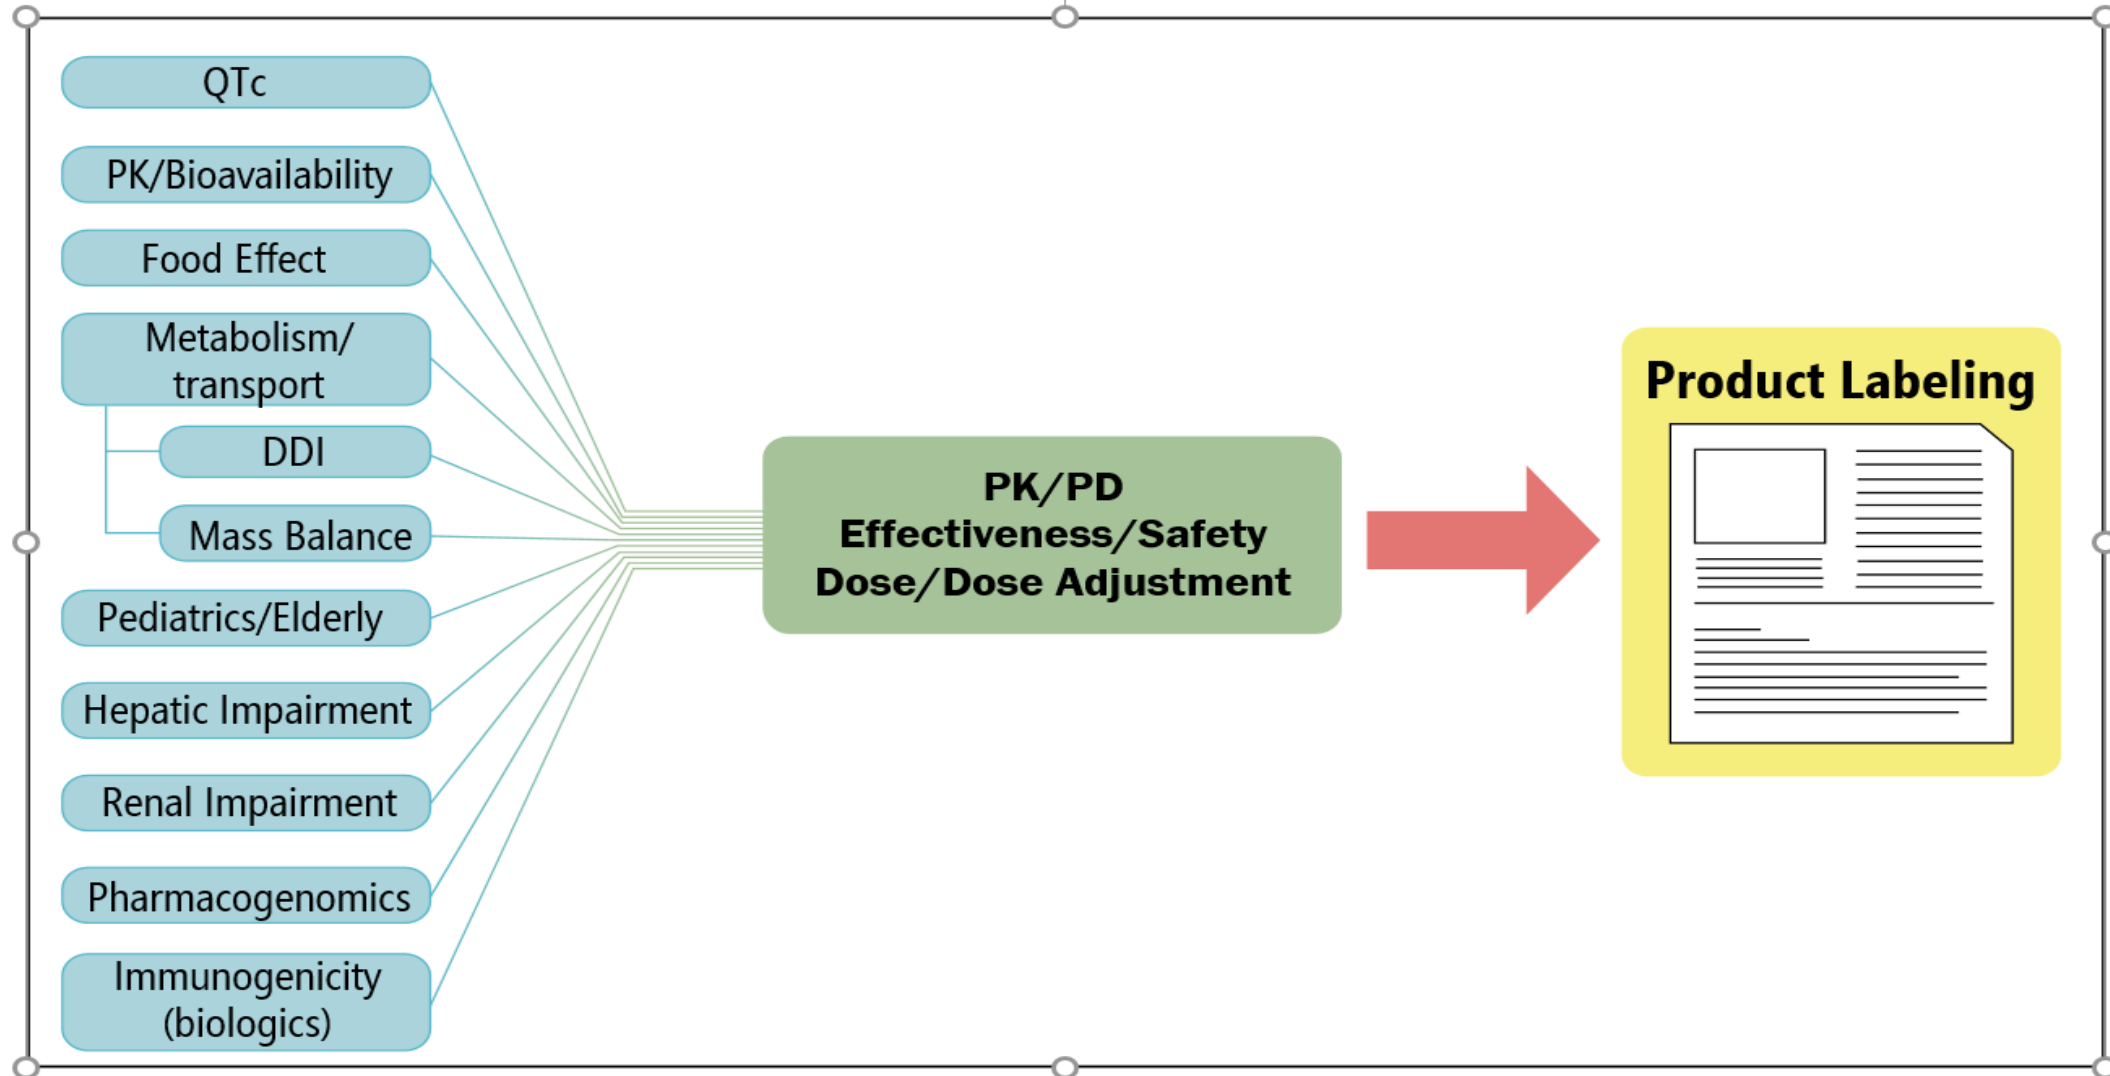 QTc
PK/Bioavailability
Food Effect
Metabolism/
transport
DDI
Mass Balance
Pediatrics/Elderly
Hepatic Impairment
Renal Impairment
Pharmacogenomics
Immunogenicity
(biologics)
PK/PD
Effectiveness/Safety
Dose/Dose Adjustment
Product Labeling